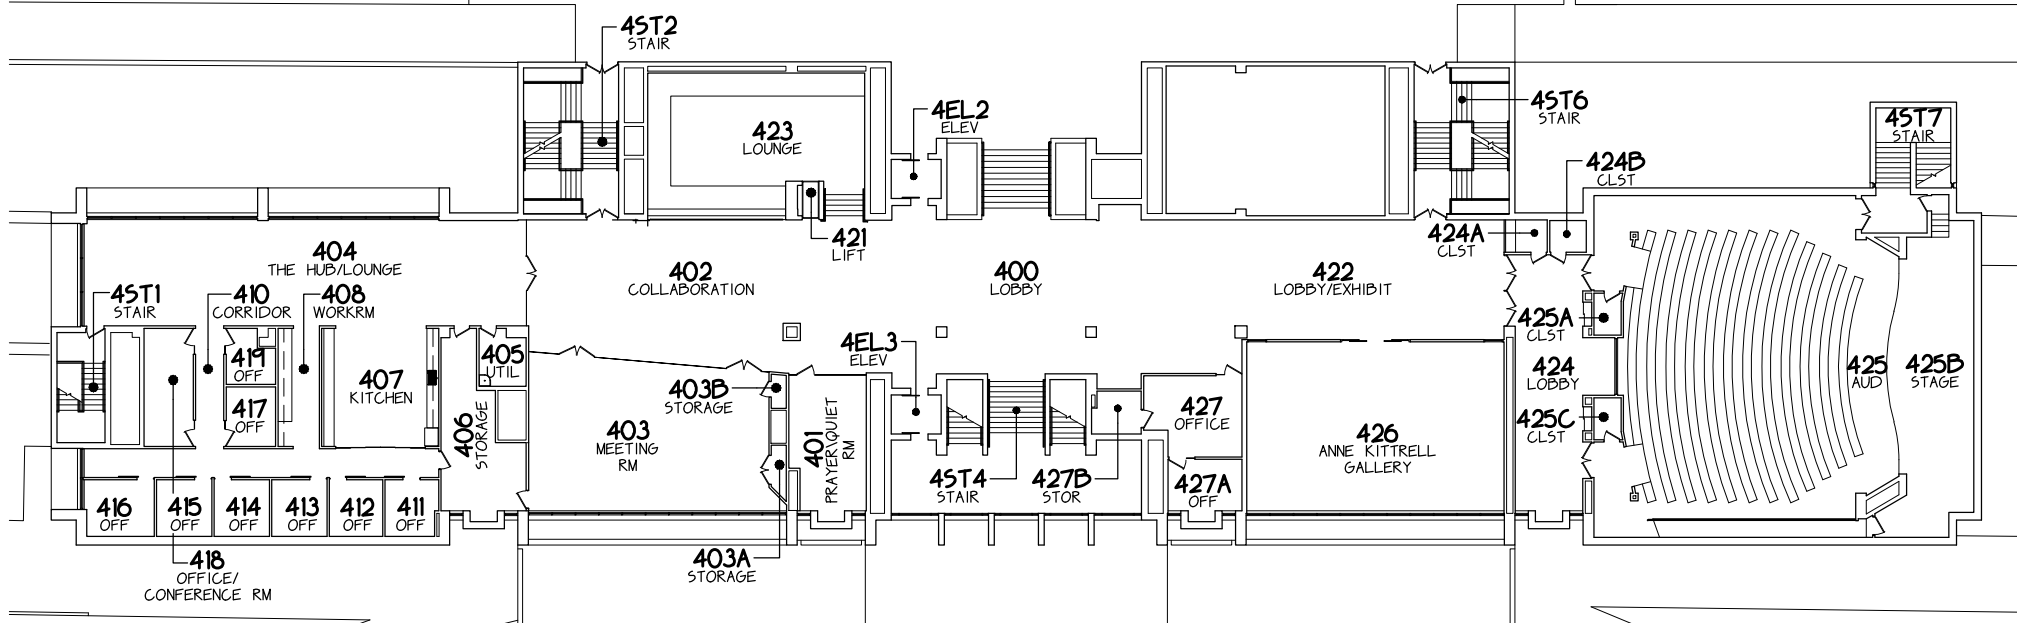 4ST2
STAIR
4EL2
ELEV
423
LOUNGE
4ST6
STAIR
4ST7
STAIR
424B
CLST
421
LIFT
424A
CLST
404
THE HUB/LOUNGE
402
COLLABORATION
400
LOBBY
422
LOBBY/EXHIBIT
4ST1
STAIR
410
CORRIDOR
408
WORKRM
425A
CLST
4EL3
ELEV
419
OFF
405
UTIL
407
KITCHEN
403B
STORAGE
424
LOBBY
425
AUD
425B
STAGE
417
OFF
406
STORAGE
403
MEETING
RM
401
PRAYER/QUIET
RM
427
OFFICE
426
ANNE KITTRELL
GALLERY
425C
CLST
4ST4
STAIR
427B
STOR
427A
OFF
416
OFF
415
OFF
414
OFF
413
OFF
412
OFF
411
OFF
418
OFFICE/
CONFERENCE RM
403A
STORAGE